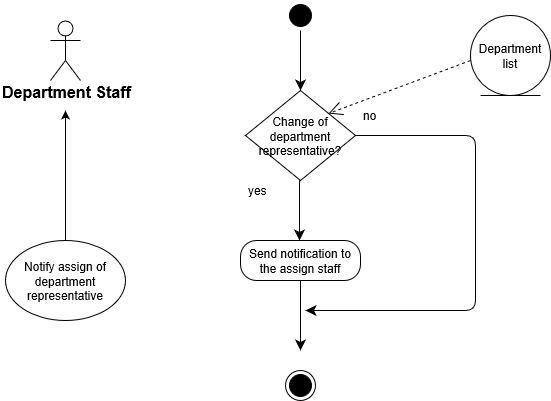 Department Staff
Department
list
Change of
department
representative?
no
yes
Send notification to
the assign staff
Notify assign of
department
representative